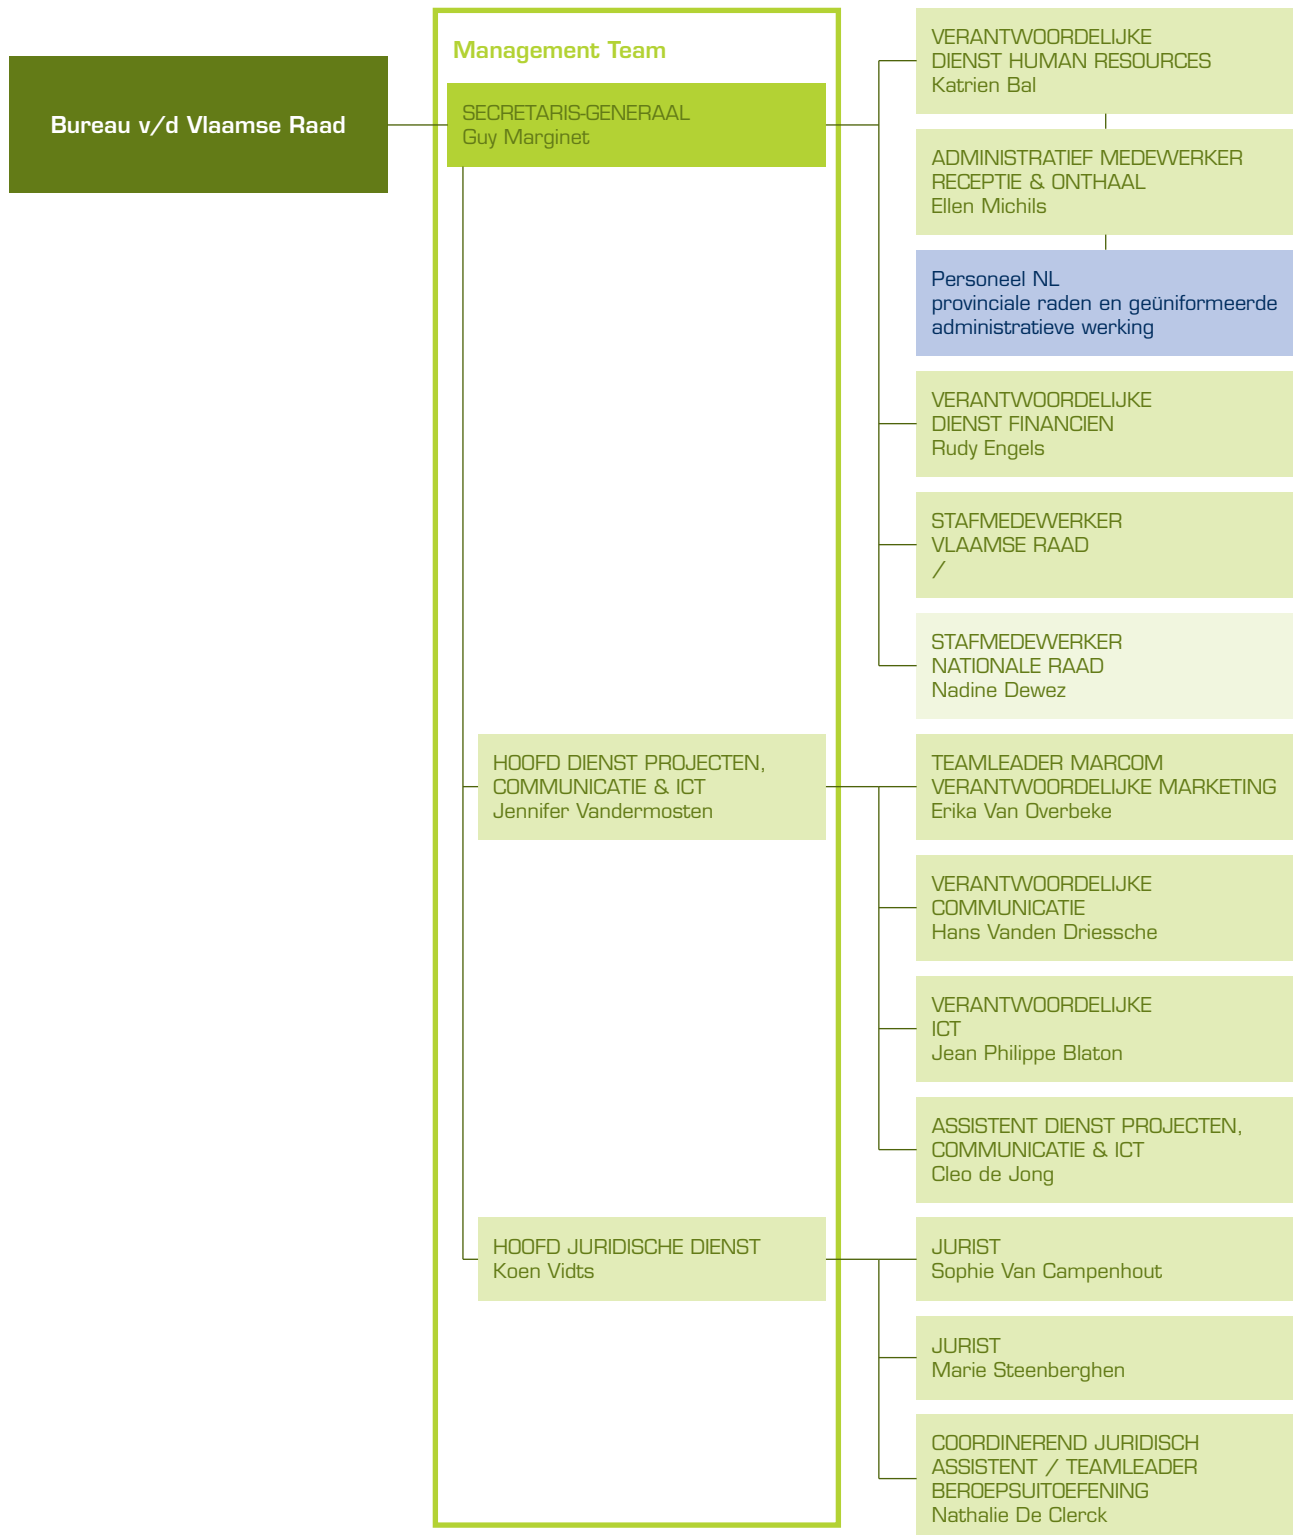 Bureau v/d Vlaamse Raad
Management Team
SECRETARIS-GENERAAL
Guy Marginet
VERANTWOORDELIJKE
DIENST HUMAN RESOURCES
Katrien Bal
ADMINISTRATIEF MEDEWERKER
RECEPTIE & ONTHAAL
Ellen Michils
Personeel NL
provinciale raden en geüniformeerde
administratieve werking
VERANTWOORDELIJKE
DIENST FINANCIEN
Rudy Engels
STAFMEDEWERKER
VLAAMSE RAAD
/
STAFMEDEWERKER
NATIONALE RAAD
Nadine Dewez
HOOFD DIENST PROJECTEN,
COMMUNICATIE & ICT
Jennifer Vandermosten
TEAMLEADER MARCOM
VERANTWOORDELIJKE MARKETING
Erika Van Overbeke
VERANTWOORDELIJKE
COMMUNICATIE
Hans Vanden Driessche
VERANTWOORDELIJKE
ICT
Jean Philippe Blaton
ASSISTENT DIENST PROJECTEN,
COMMUNICATIE & ICT
Cleo de Jong
HOOFD JURIDISCHE DIENST
Koen Vidts
JURIST
Sophie Van Campenhout
JURIST
Marie Steenberghen
COORDINEREND JURIDISCH
ASSISTENT / TEAMLEADER
BEROEPSUITOEFENING
Nathalie De Clerck